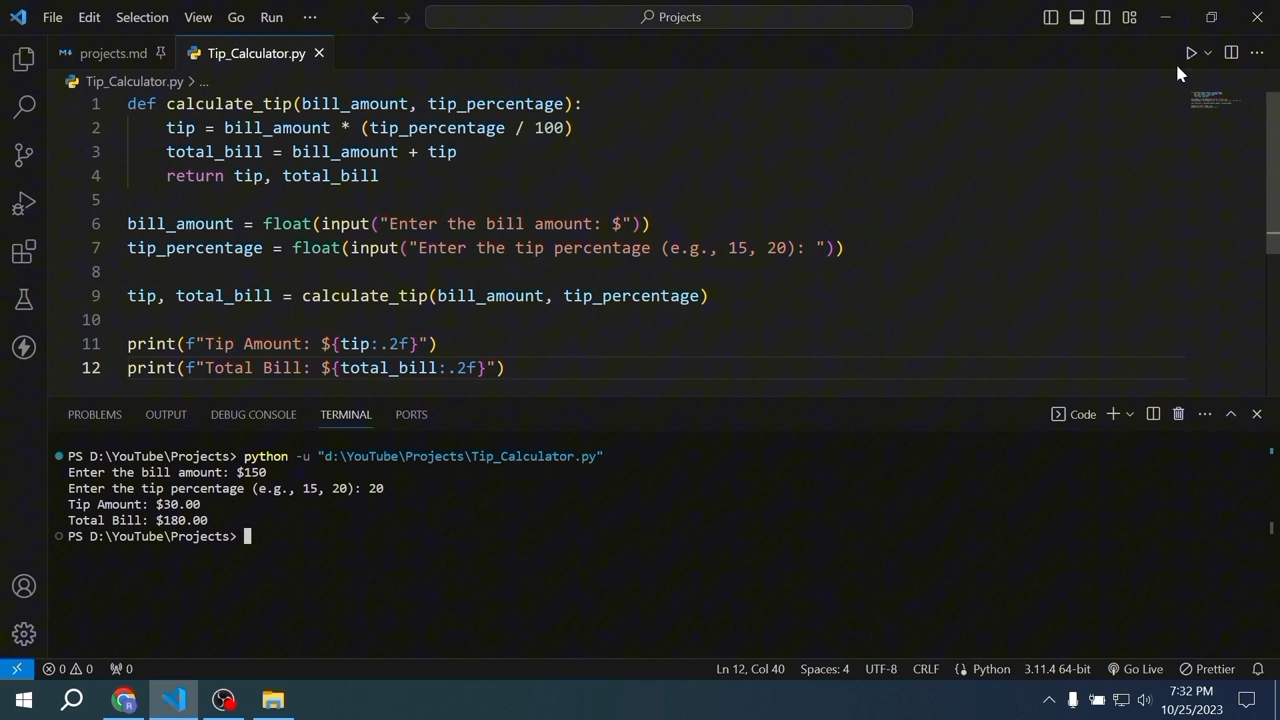 File Edit Selection View Go Run ··· Projects
projects.md Tip_Calculator.py
Tip_Calculator.py > ...
1 def calculate_tip(bill_amount, tip_percentage):
2 tip = bill_amount * (tip_percentage / 100)
3 total_bill = bill_amount + tip
4 return tip, total_bill
5
6 bill_amount = float(input("Enter the bill amount: $"))
7 tip_percentage = float(input("Enter the tip percentage (e.g., 15, 20): "))
8
9 tip, total_bill = calculate_tip(bill_amount, tip_percentage)
10
11 print(f"Tip Amount: ${tip:.2f}")
12 print(f"Total Bill: ${total_bill:.2f}")
PROBLEMS OUTPUT DEBUG CONSOLE TERMINAL PORTS Code
PS D:\YouTube\Projects> python -u "d:\YouTube\Projects\Tip_Calculator.py"
Enter the bill amount: $150
Enter the tip percentage (e.g., 15, 20): 20
Tip Amount: $30.00
Total Bill: $180.00
PS D:\YouTube\Projects>
0 0 0 Ln 12, Col 40 Spaces: 4 UTF-8 CRLF Python 3.11.4 64-bit Go Live Prettier
7:32 PM
10/25/2023